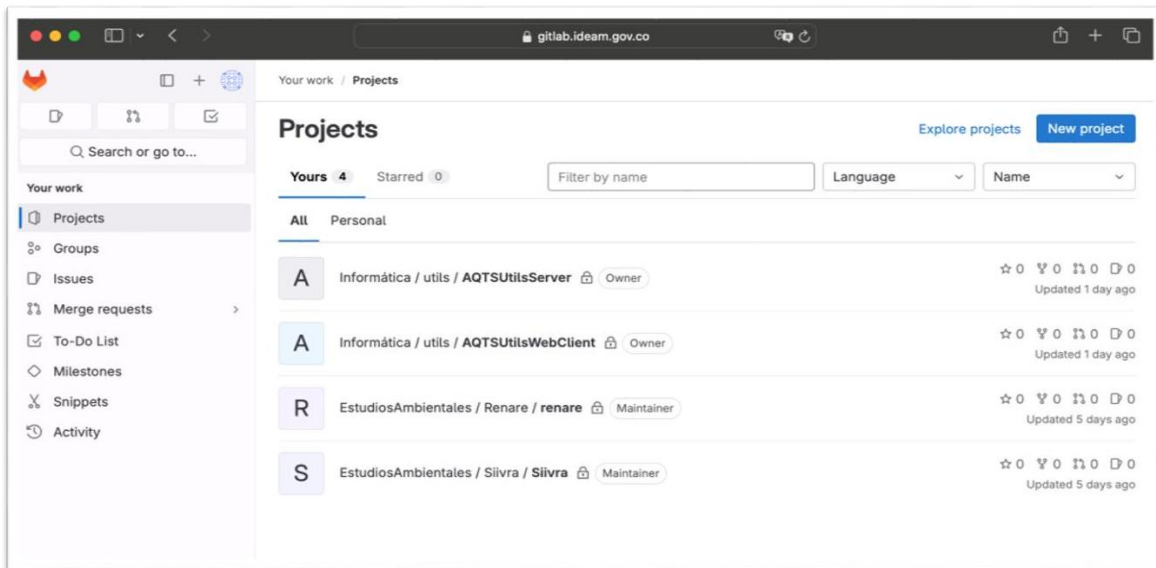 gitlab.ideam.gov.co
Your work / Projects
Projects
Explore projects
New project
Search or go to...
Yours 4
Starred 0
Filter by name
Language
Name
Your work
All
Personal
Projects
Groups
Issues
Merge requests
To-Do List
Milestones
Snippets
Activity
A
Informática / utils / AQTSUtilsServer
Owner
0 0 0 0
Updated 1 day ago
A
Informática / utils / AQTSUtilsWebClient
Owner
0 0 0 0
Updated 1 day ago
R
EstudiosAmbientales / Renare / renare
Maintainer
0 0 0 0
Updated 5 days ago
S
EstudiosAmbientales / Siivra / Siivra
Maintainer
0 0 0 0
Updated 5 days ago